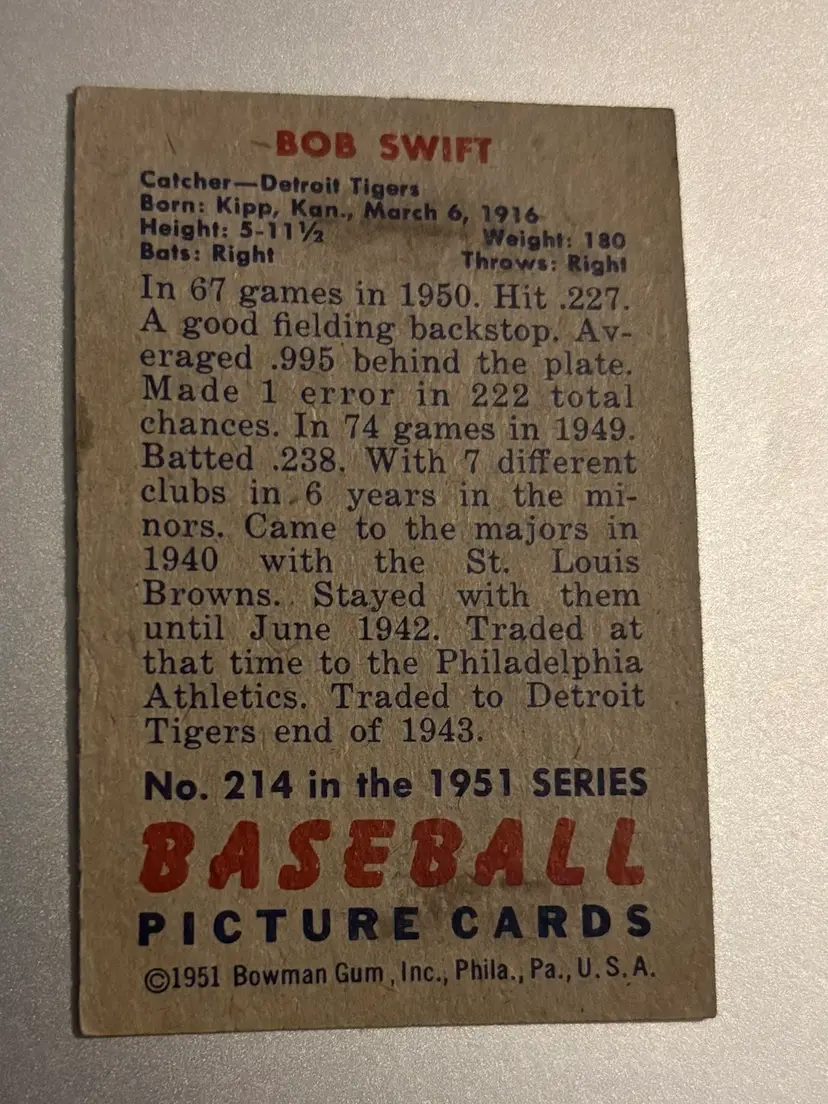 BOB SWIFT
Catcher—Detroit Tigers
Born: Kipp, Kan., March 6, 1916
Height: 5-11½ Weight: 180
Bats: Right Throws: Right
In 67 games in 1950. Hit .227.
A good fielding backstop. Av-
eraged .995 behind the plate.
Made 1 error in 222 total
chances. In 74 games in 1949.
Batted .238. With 7 different
clubs in 6 years in the mi-
nors. Came to the majors in
1940 with the St. Louis
Browns. Stayed with them
until June 1942. Traded at
that time to the Philadelphia
Athletics. Traded to Detroit
Tigers end of 1943.
No. 214 in the 1951 SERIES
BASEBALL
PICTURE CARDS
©1951 Bowman Gum, Inc., Phila., Pa., U.S.A.